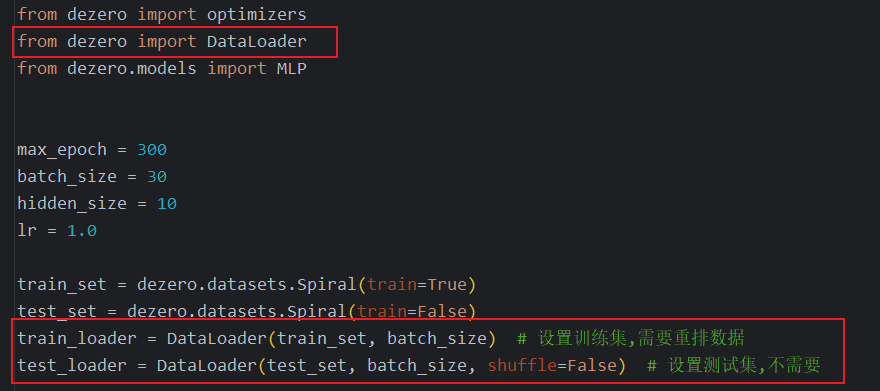 from dezero import optimizers
from dezero import DataLoader
from dezero.models import MLP
max_epoch = 300
batch_size = 30
hidden_size = 10
lr = 1.0
train_set = dezero.datasets.Spiral(train=True)
test_set = dezero.datasets.Spiral(train=False)
train_loader = DataLoader(train_set, batch_size)  # 设置训练集,需要重排数据
test_loader = DataLoader(test_set, batch_size, shuffle=False)  # 设置测试集,不需要